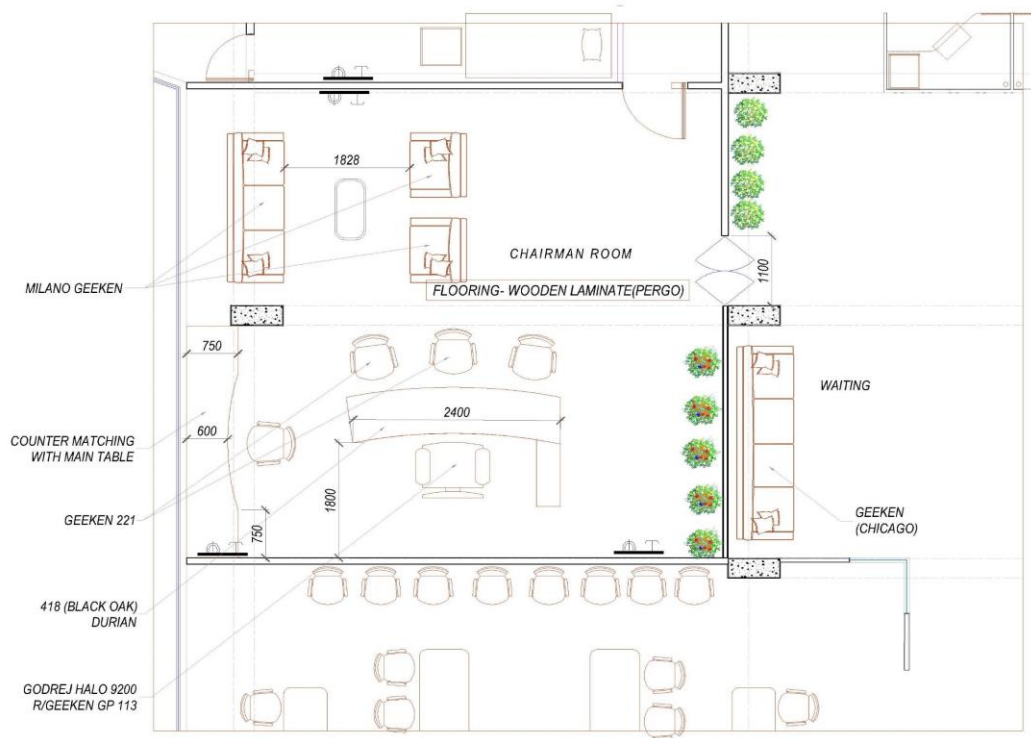 1828
CHAIRMAN ROOM
MILANO GEEKEN
FLOORING- WOODEN LAMINATE(PERGO)
1100
750
WAITING
2400
COUNTER MATCHING
WITH MAIN TABLE
600
1800
GEEKEN 221
750
GEEKEN
(CHICAGO)
418 (BLACK OAK)
DURIAN
GODREJ HALO 9200
R/GEEKEN GP 113